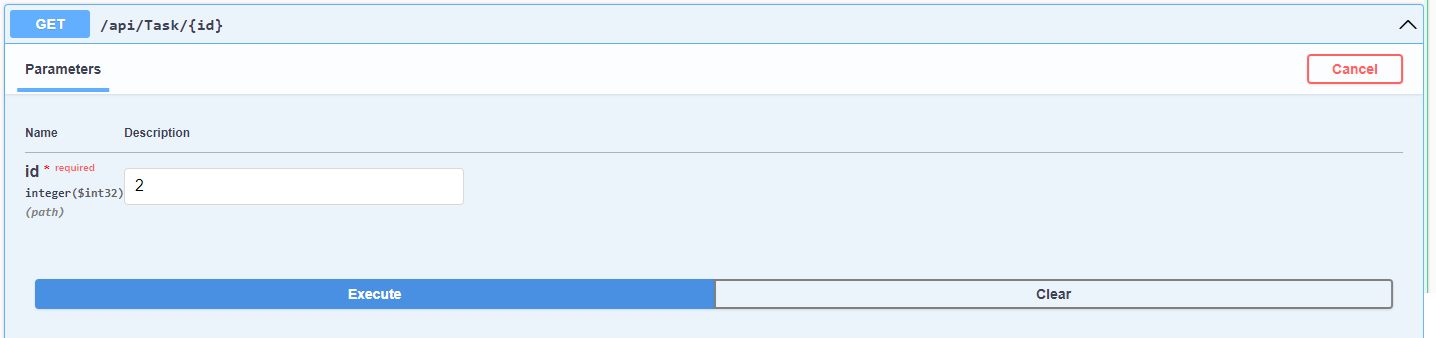 GET /api/Task/{id}
Parameters Cancel
Name Description
id * required
integer($int32) 2
(path)
Execute Clear